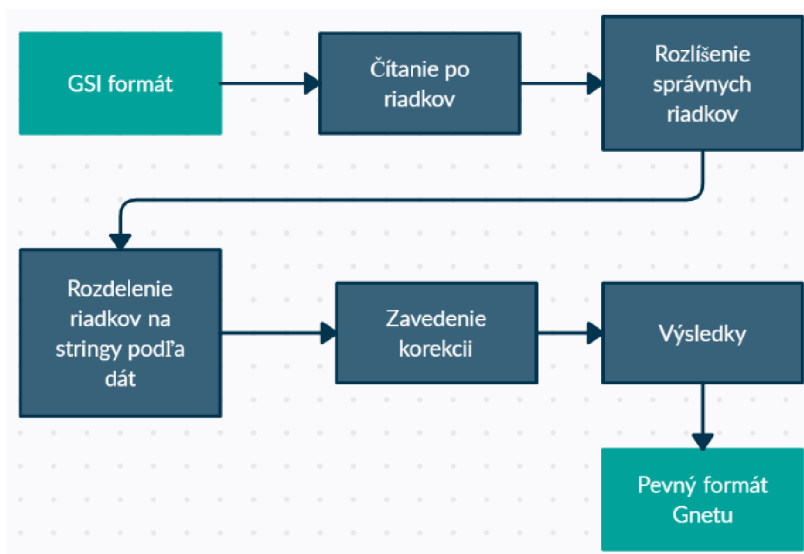 GSI formát
Čítanie po
riadkov
Rozlíšenie
správnych
riadkov
Rozdelenie
riadkov na
stringy podľa
dát
Zavedenie
korekcii
Výsledky
Pevný formát
Gnetu